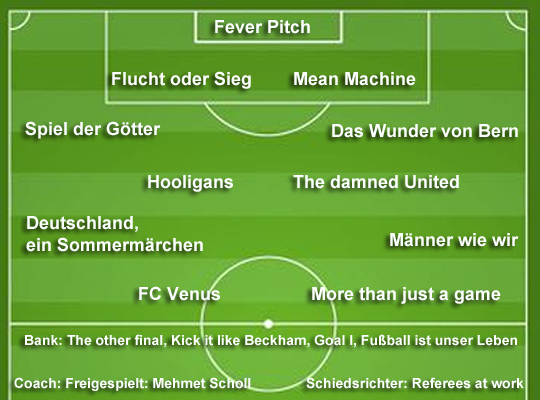 Fever Pitch
Flucht oder Sieg
Mean Machine
Spiel der Götter
Das Wunder von Bern
Hooligans
The damned United
Deutschland,
ein Sommermärchen
Männer wie wir
FC Venus
More than just a game
Bank: The other final, Kick it like Beckham, Goal I, Fußball ist unser Leben
Coach: Freigespielt: Mehmet Scholl
Schiedsrichter: Referees at work